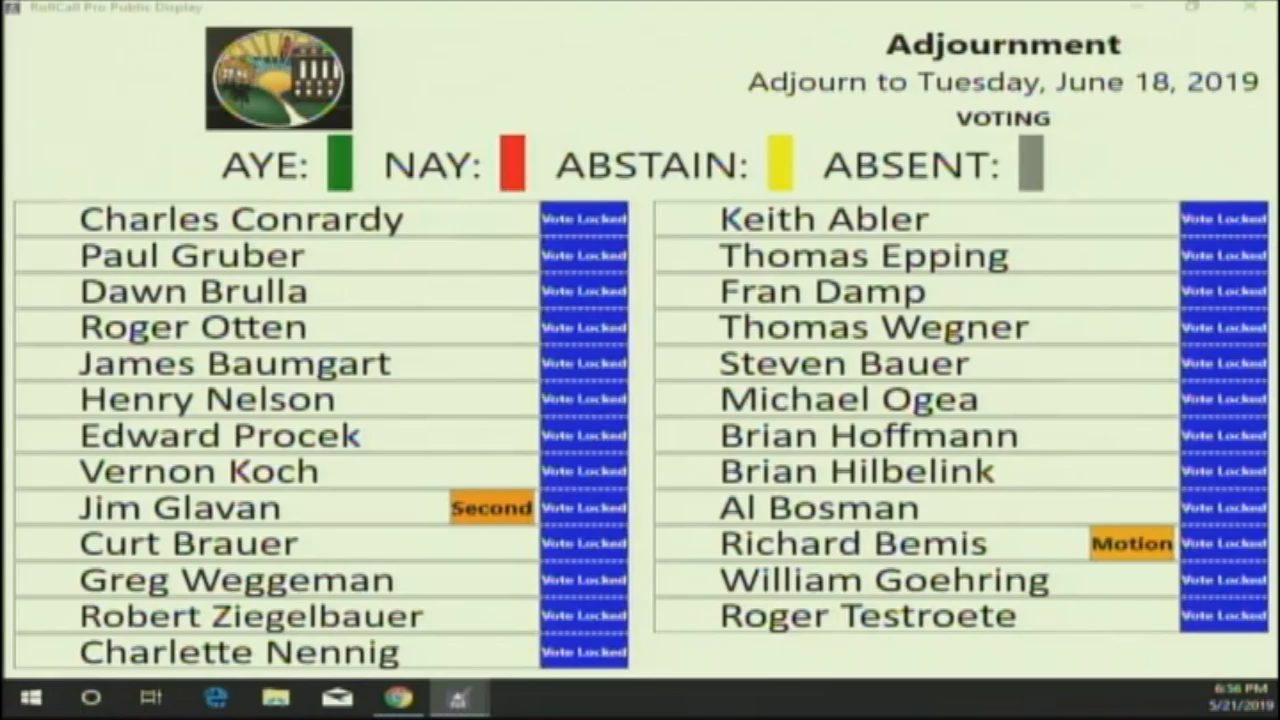 RollCall Pro Public Display
Adjournment
Adjourn to Tuesday, June 18, 2019
VOTING
AYE: NAY: ABSTAIN: ABSENT:
Charles Conrardy Vote Locked
Paul Gruber Vote Locked
Dawn Brulla Vote Locked
Roger Otten Vote Locked
James Baumgart Vote Locked
Henry Nelson Vote Locked
Edward Procek Vote Locked
Vernon Koch Vote Locked
Jim Glavan Second Vote Locked
Curt Brauer Vote Locked
Greg Weggeman Vote Locked
Robert Ziegelbauer Vote Locked
Charlette Nennig Vote Locked
Keith Abler Vote Locked
Thomas Epping Vote Locked
Fran Damp Vote Locked
Thomas Wegner Vote Locked
Steven Bauer Vote Locked
Michael Ogea Vote Locked
Brian Hoffmann Vote Locked
Brian Hilbelink Vote Locked
Al Bosman Vote Locked
Richard Bemis Motion Vote Locked
William Goehring Vote Locked
Roger Testroete Vote Locked
6:56 PM
5/21/2019